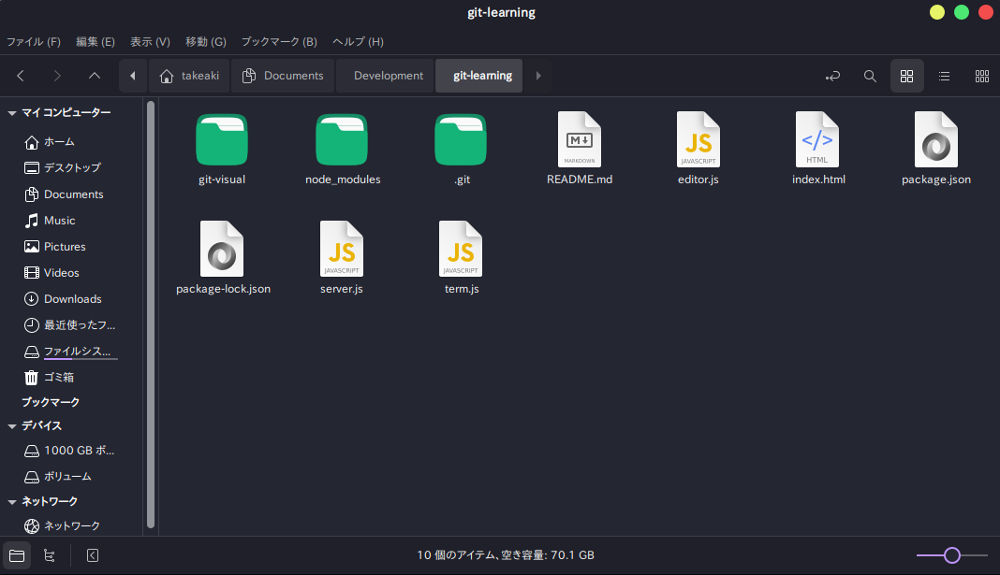 git-learning
ファイル (F) 編集 (E) 表示 (V) 移動 (G) ブックマーク (B) ヘルプ (H)
takeaki Documents Development git-learning
マイコンピューター
ホーム
デスクトップ
Documents
Music
Pictures
Videos
Downloads
最近使ったフ...
ファイルシス...
ゴミ箱
ブックマーク
デバイス
1000 GB ボ...
ボリューム
ネットワーク
ネットワーク
M↓ JS </>
MARKDOWN JAVASCRIPT HTML
git-visual node_modules .git README.md editor.js index.html package.json
JS JS
JAVASCRIPT JAVASCRIPT
package-lock.json server.js term.js
10 個のアイテム、空き容量: 70.1 GB